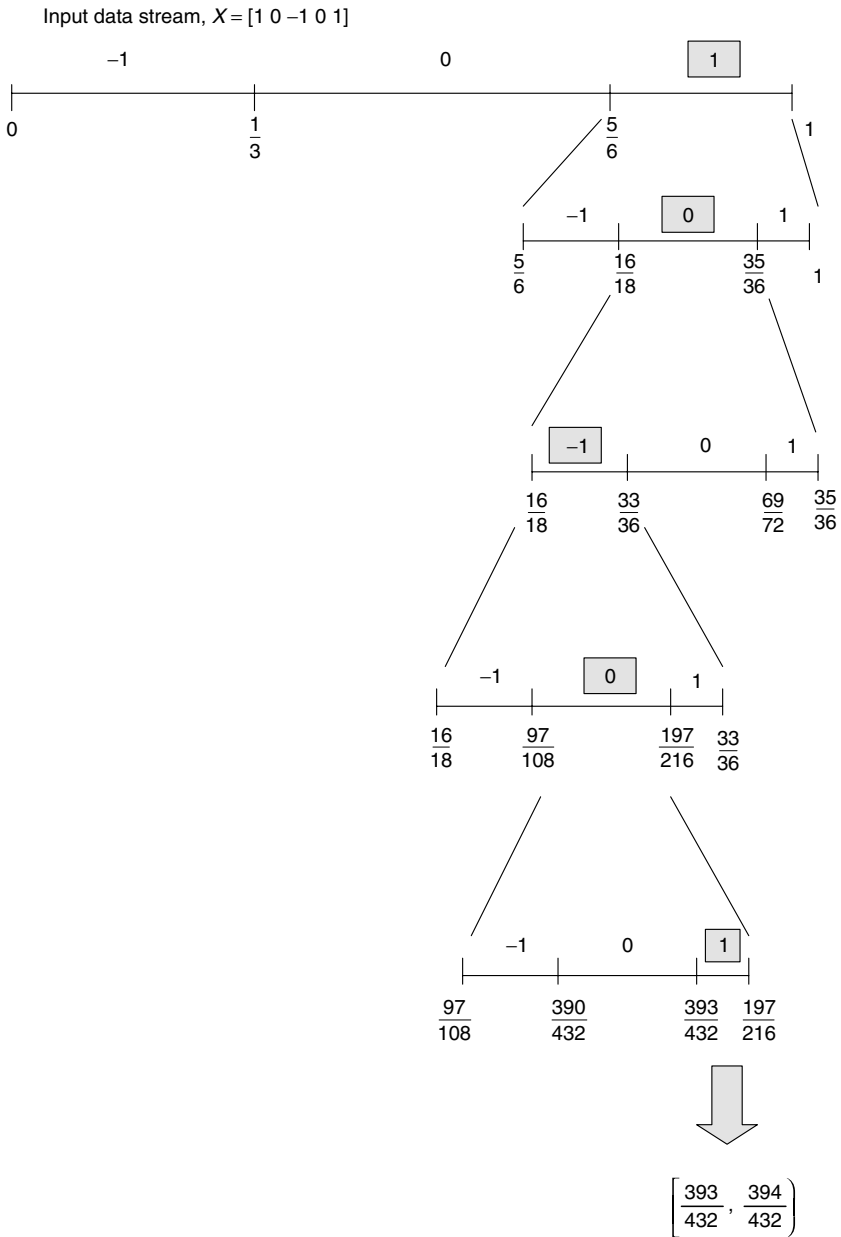 Input data stream, X = [1 0 −1 0 1]
−1 0 1
0 1/3 5/6 1
−1 0 1
5/6 16/18 35/36 1
−1 0 1
16/18 33/36 69/72 35/36
−1 0 1
16/18 97/108 197/216 33/36
−1 0 1
97/108 390/432 393/432 197/216
[393/432 , 394/432)